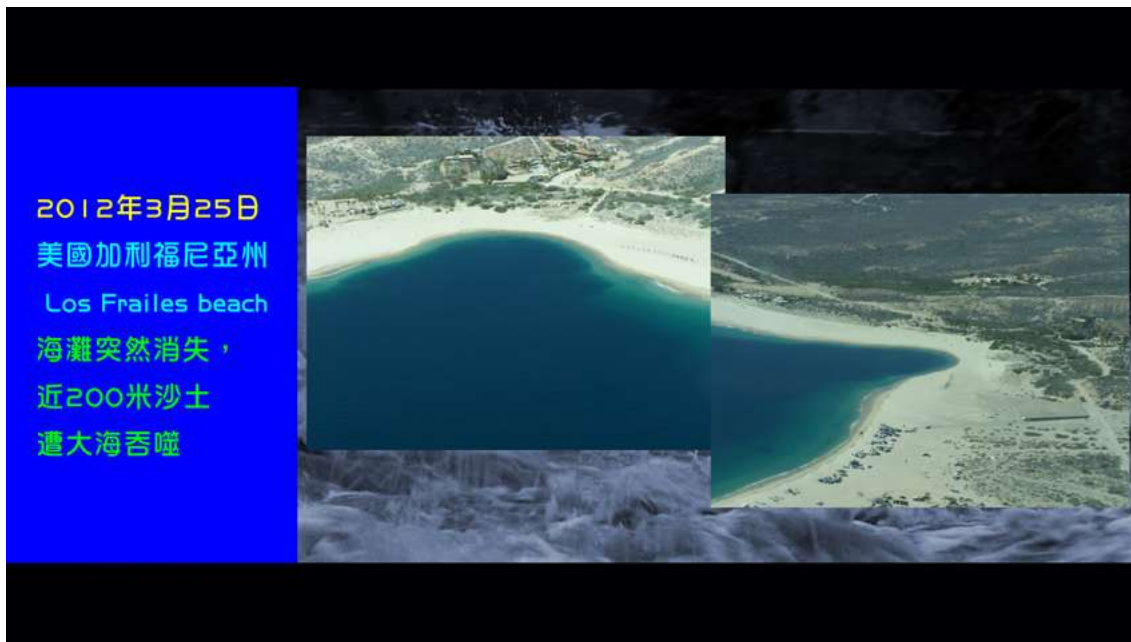 2012年3月25日
美國加利福尼亞州
Los Frailes beach
海灘突然消失，
近200米沙土
遭大海吞噬